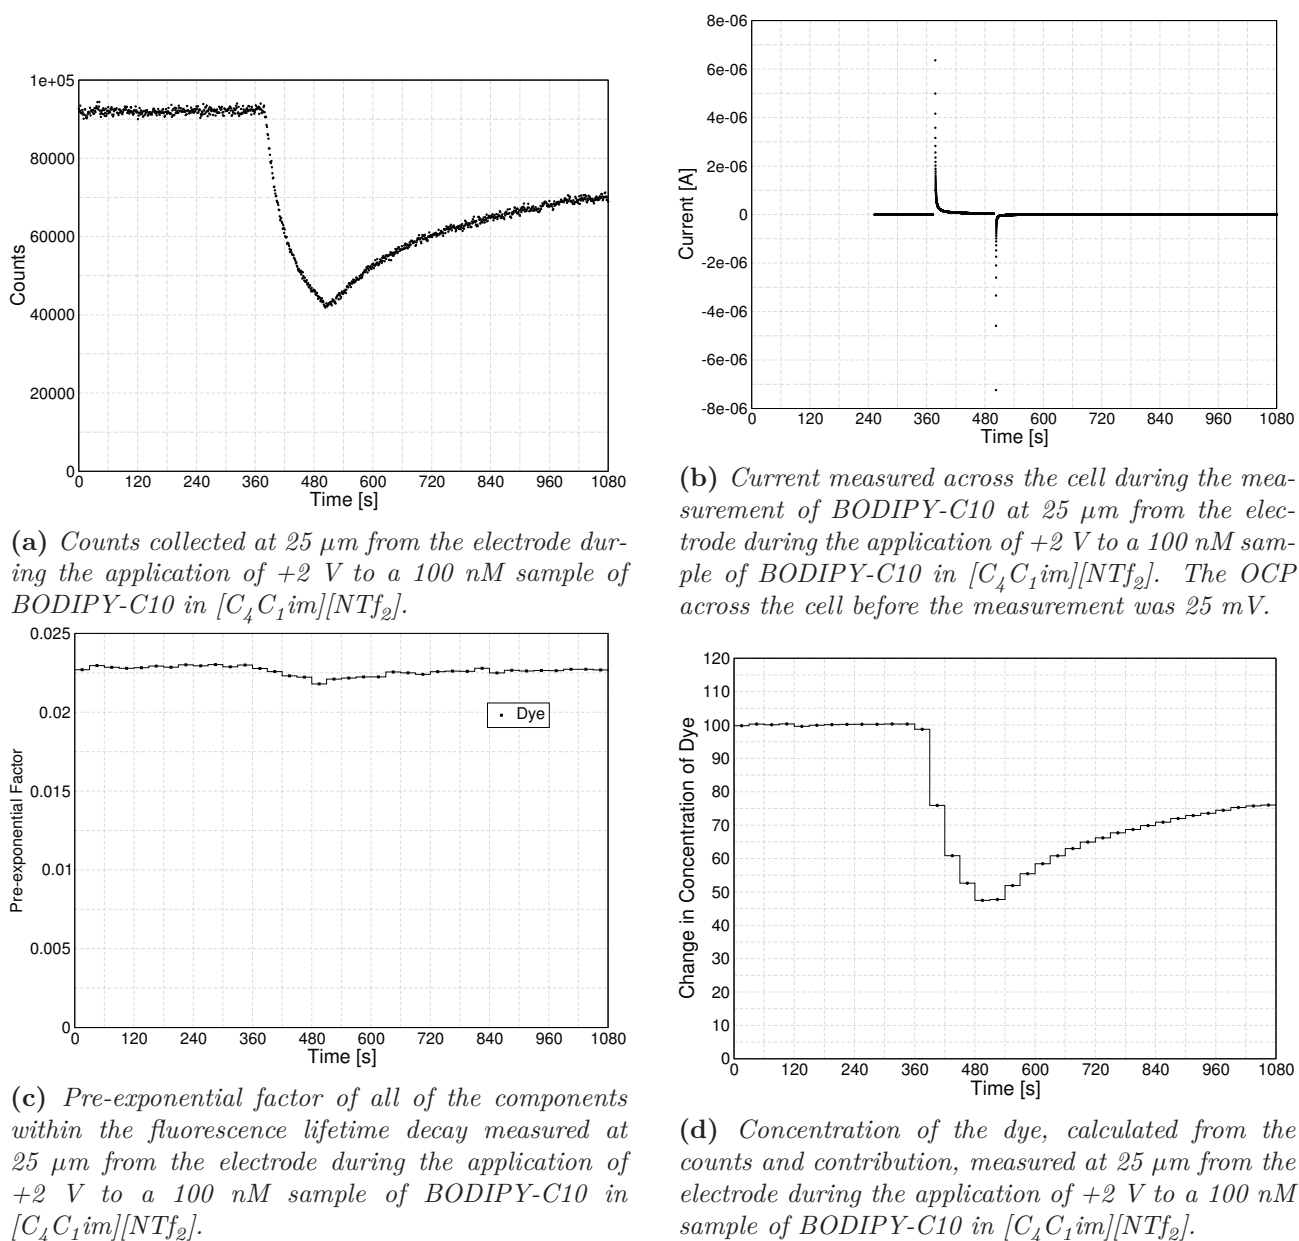 1e+05
80000
60000
40000
20000
0
Counts
0 120 240 360 480 600 720 840 960 1080
Time [s]
(a) Counts collected at 25 μm from the electrode dur-
ing the application of +2 V to a 100 nM sample of
BODIPY-C10 in [C₄C₁im][NTf₂].
8e-06
6e-06
4e-06
2e-06
0
-2e-06
-4e-06
-6e-06
-8e-06
Current [A]
0 120 240 360 480 600 720 840 960 1080
Time [s]
(b) Current measured across the cell during the mea-
surement of BODIPY-C10 at 25 μm from the elec-
trode during the application of +2 V to a 100 nM sam-
ple of BODIPY-C10 in [C₄C₁im][NTf₂]. The OCP
across the cell before the measurement was 25 mV.
0.025
0.02
0.015
0.01
0.005
0
Pre-exponential Factor
Dye
0 120 240 360 480 600 720 840 960 1080
Time [s]
(c) Pre-exponential factor of all of the components
within the fluorescence lifetime decay measured at
25 μm from the electrode during the application of
+2 V to a 100 nM sample of BODIPY-C10 in
[C₄C₁im][NTf₂].
120
110
100
90
80
70
60
50
40
30
20
10
0
Change in Concentration of Dye
0 120 240 360 480 600 720 840 960 1080
Time [s]
(d) Concentration of the dye, calculated from the
counts and contribution, measured at 25 μm from the
electrode during the application of +2 V to a 100 nM
sample of BODIPY-C10 in [C₄C₁im][NTf₂].